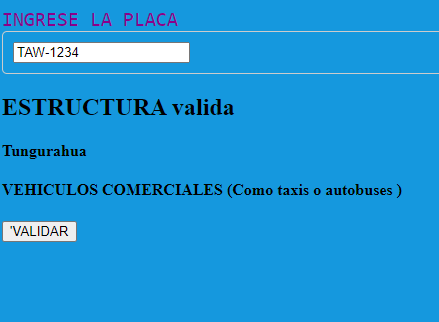 INGRESE LA PLACA
TAW-1234
ESTRUCTURA valida
Tungurahua
VEHICULOS COMERCIALES (Como taxis o autobuses )
'VALIDAR